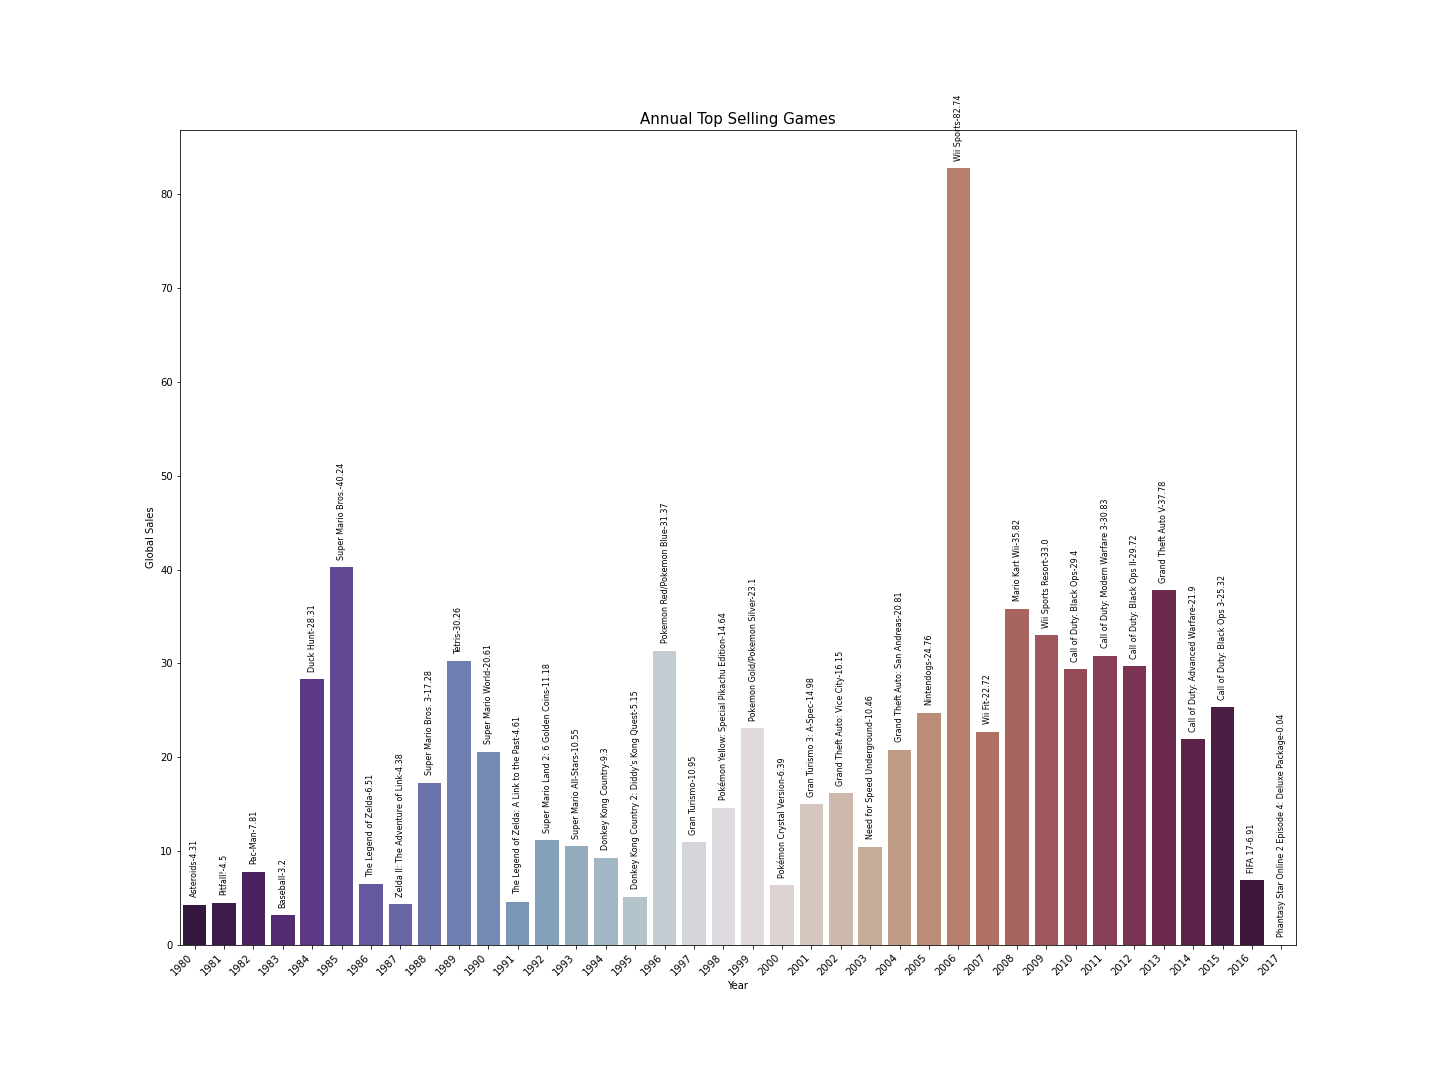 Annual Top Selling Games
Global Sales
80
70
60
50
40
30
20
10
0
Asteroids-4.31
Pitfall!-4.5
Pac-Man-7.81
Baseball-3.2
Duck Hunt-28.31
Super Mario Bros.-40.24
The Legend of Zelda-6.51
Zelda II: The Adventure of Link-4.38
Super Mario Bros. 3-17.28
Tetris-30.26
Super Mario World-20.61
The Legend of Zelda: A Link to the Past-4.61
Super Mario Land 2: 6 Golden Coins-11.18
Super Mario All-Stars-10.55
Donkey Kong Country-9.3
Donkey Kong Country 2: Diddy's Kong Quest-5.15
Pokemon Red/Pokemon Blue-31.37
Gran Turismo-10.95
Pokémon Yellow: Special Pikachu Edition-14.64
Pokemon Gold/Pokemon Silver-23.1
Pokémon Crystal Version-6.39
Gran Turismo 3: A-Spec-14.98
Grand Theft Auto: Vice City-16.15
Need for Speed Underground-10.46
Grand Theft Auto: San Andreas-20.81
Nintendogs-24.76
Wii Sports-82.74
Wii Fit-22.72
Mario Kart Wii-35.82
Wii Sports Resort-33.0
Call of Duty: Black Ops-29.4
Call of Duty: Modern Warfare 3-30.83
Call of Duty: Black Ops II-29.72
Grand Theft Auto V-37.78
Call of Duty: Advanced Warfare-21.9
Call of Duty: Black Ops 3-25.32
FIFA 17-6.91
Phantasy Star Online 2 Episode 4: Deluxe Package-0.04
1980
1981
1982
1983
1984
1985
1986
1987
1988
1989
1990
1991
1992
1993
1994
1995
1996
1997
1998
1999
2000
2001
2002
2003
2004
2005
2006
2007
2008
2009
2010
2011
2012
2013
2014
2015
2016
2017
Year